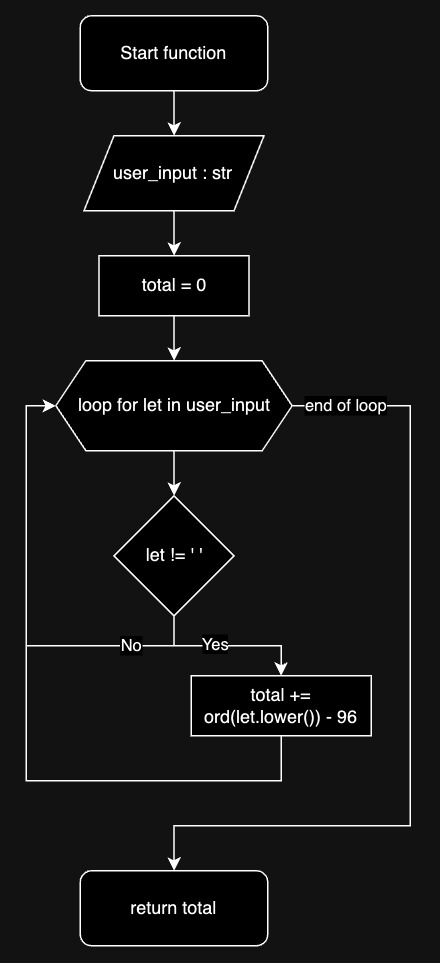 Start function
user_input : str
total = 0
loop for let in user_input
end of loop
let != ' '
No
Yes
total +=
ord(let.lower()) - 96
return total